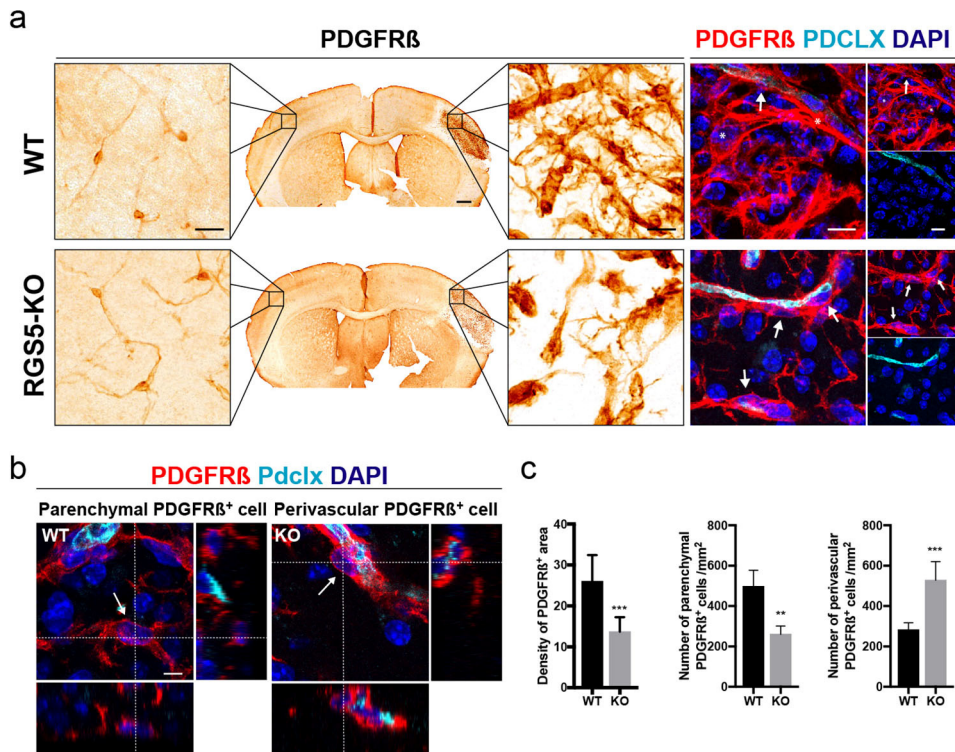 a
PDGFRß
PDGFRß PDCLX DAPI
WT
*
*
RGS5-KO
b
PDGFRß Pdclx DAPI
Parenchymal PDGFRß+ cell
Perivascular PDGFRß+ cell
WT
KO
c
Density of PDGFRß+ area
40
30
20
10
0
***
WT KO
Number of parenchymal
PDGFRß+ cells /mm2
800
600
400
200
0
**
WT KO
Number of perivascular
PDGFRß+ cells /mm2
800
600
400
200
0
***
WT KO